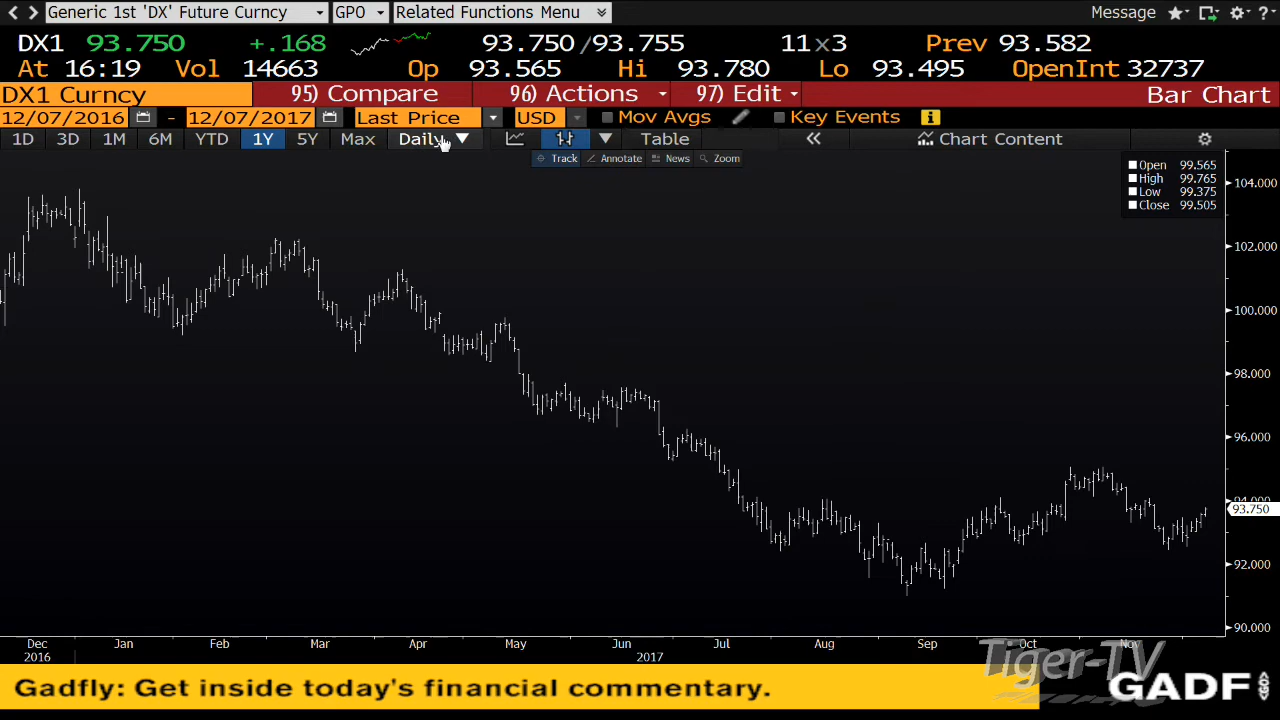 Generic 1st 'DX' Future Curncy GPO Related Functions Menu Message ?
DX1 93.750 +.168 93.750/93.755 11x3 Prev 93.582
At 16:19 Vol 14663 Op 93.565 Hi 93.780 Lo 93.495 OpenInt 32737
DX1 Curncy 95) Compare 96) Actions 97) Edit Bar Chart
12/07/2016 - 12/07/2017 Last Price USD Mov Avgs Key Events i
1D 3D 1M 6M YTD 1Y 5Y Max Daily Table « Chart Content
Track Annotate News Zoom
Open 99.565
High 99.765
Low 99.375
Close 99.505
104.000
102.000
100.000
98.000
96.000
94.000
93.750
92.000
90.000
Dec Jan Feb Mar Apr May Jun Jul Aug Sep Oct Nov
2016 2017
Tiger-TV
Gadfly: Get inside today's financial commentary. GADF <GO>